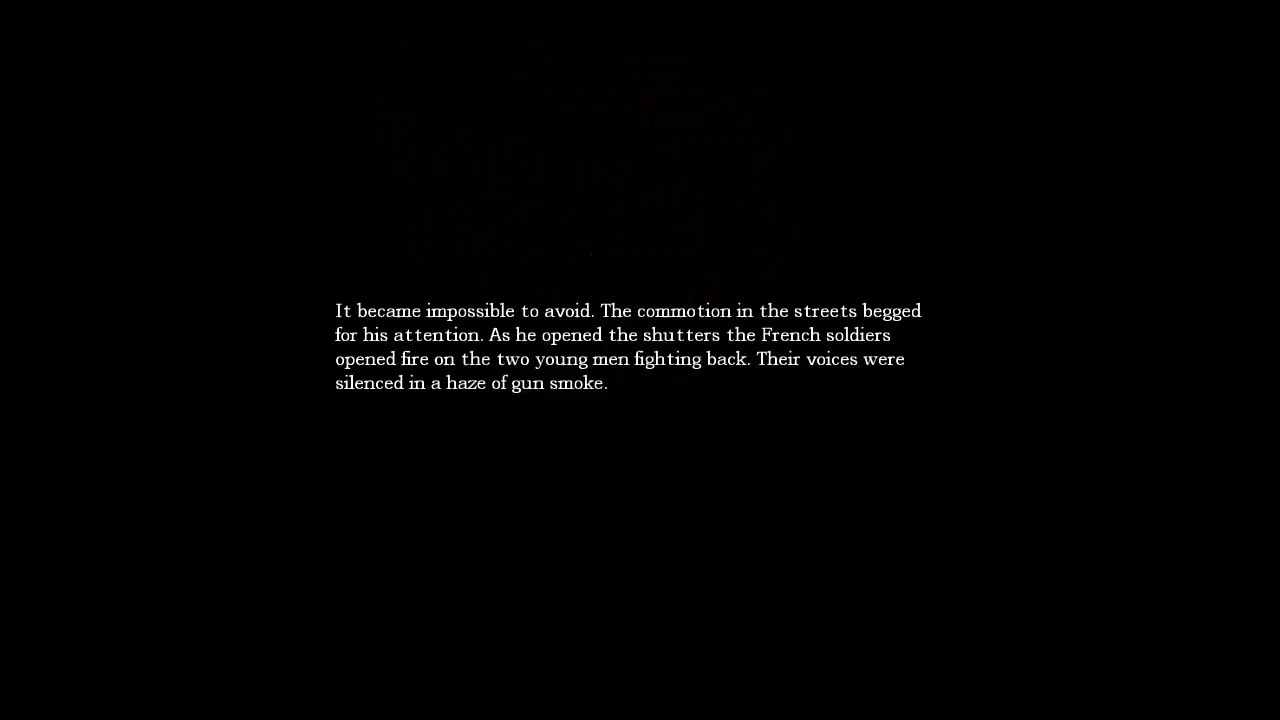 It became impossible to avoid. The commotion in the streets begged
for his attention. As he opened the shutters the French soldiers
opened fire on the two young men fighting back. Their voices were
silenced in a haze of gun smoke.